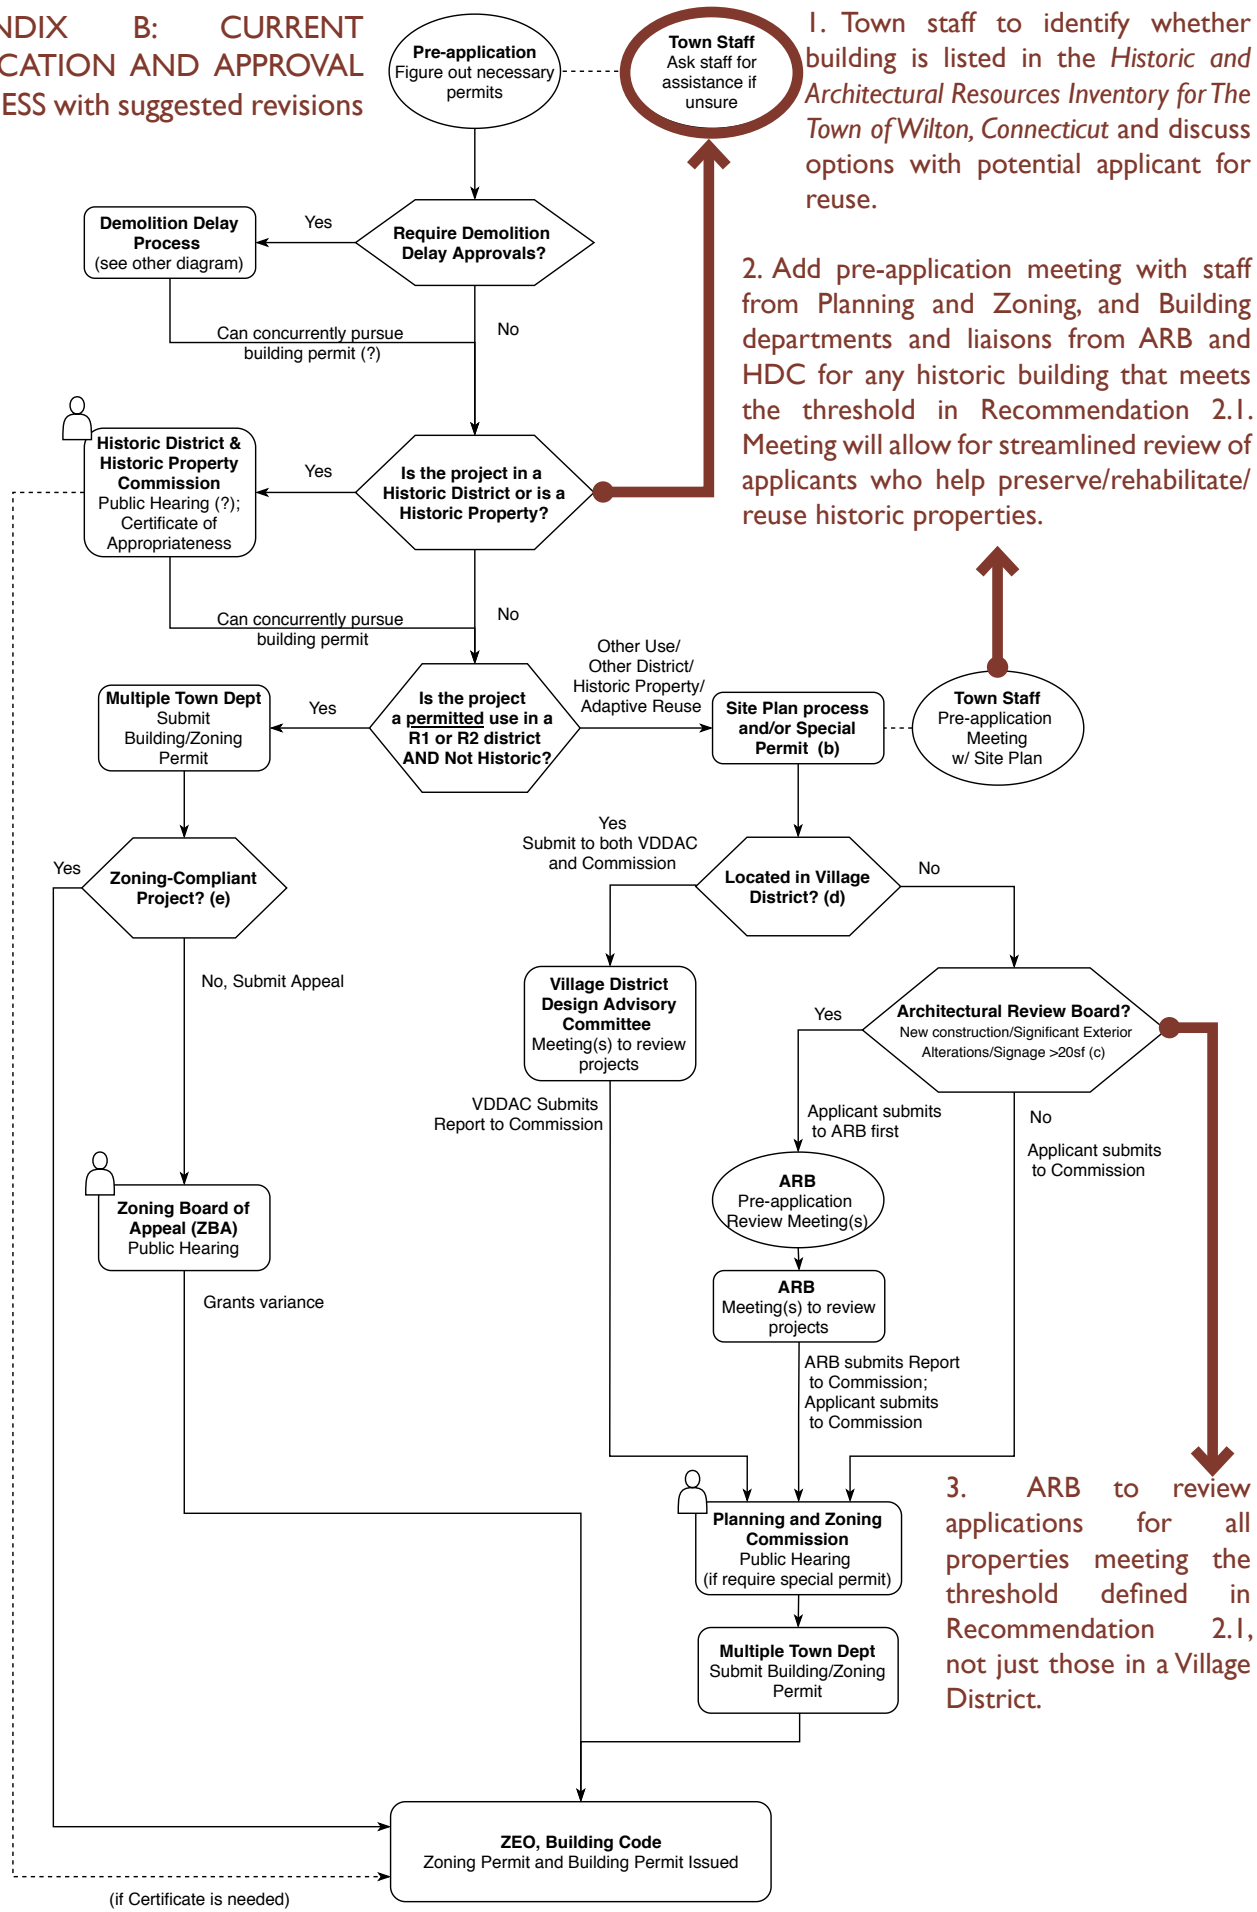 NDIX B: CURRENT
CATION AND APPROVAL
ESS with suggested revisions
Pre-application
Figure out necessary
permits
Town Staff
Ask staff for
assistance if
unsure
1. Town staff to identify whether
building is listed in the Historic and
Architectural Resources Inventory for The
Town of Wilton, Connecticut and discuss
options with potential applicant for
reuse.
Demolition Delay
Process
(see other diagram)
Yes
Require Demolition
Delay Approvals?
Can concurrently pursue
building permit (?)
No
2. Add pre-application meeting with staff
from Planning and Zoning, and Building
departments and liaisons from ARB and
HDC for any historic building that meets
the threshold in Recommendation 2.1.
Meeting will allow for streamlined review of
applicants who help preserve/rehabilitate/
reuse historic properties.
Historic District &
Historic Property
Commission
Public Hearing (?);
Certificate of
Appropriateness
Yes
Is the project in a
Historic District or is a
Historic Property?
Can concurrently pursue
building permit
No
Other Use/
Other District/
Historic Property/
Adaptive Reuse
Multiple Town Dept
Submit
Building/Zoning
Permit
Yes
Is the project
a permitted use in a
R1 or R2 district
AND Not Historic?
Site Plan process
and/or Special
Permit (b)
Town Staff
Pre-application
Meeting
w/ Site Plan
Yes
Submit to both VDDAC
and Commission
Yes
Zoning-Compliant
Project? (e)
Located in Village
District? (d)
No
No, Submit Appeal
Village District
Design Advisory
Committee
Meeting(s) to review
projects
Yes
Architectural Review Board?
New construction/Significant Exterior
Alterations/Signage >20sf (c)
VDDAC Submits
Report to Commission
Applicant submits
to ARB first
No
Applicant submits
to Commission
ARB
Pre-application
Review Meeting(s)
Zoning Board of
Appeal (ZBA)
Public Hearing
Grants variance
ARB
Meeting(s) to review
projects
ARB submits Report
to Commission;
Applicant submits
to Commission
Planning and Zoning
Commission
Public Hearing
(if require special permit)
3. ARB to review
applications for all
properties meeting the
threshold defined in
Recommendation 2.1,
not just those in a Village
District.
Multiple Town Dept
Submit Building/Zoning
Permit
ZEO, Building Code
Zoning Permit and Building Permit Issued
(if Certificate is needed)